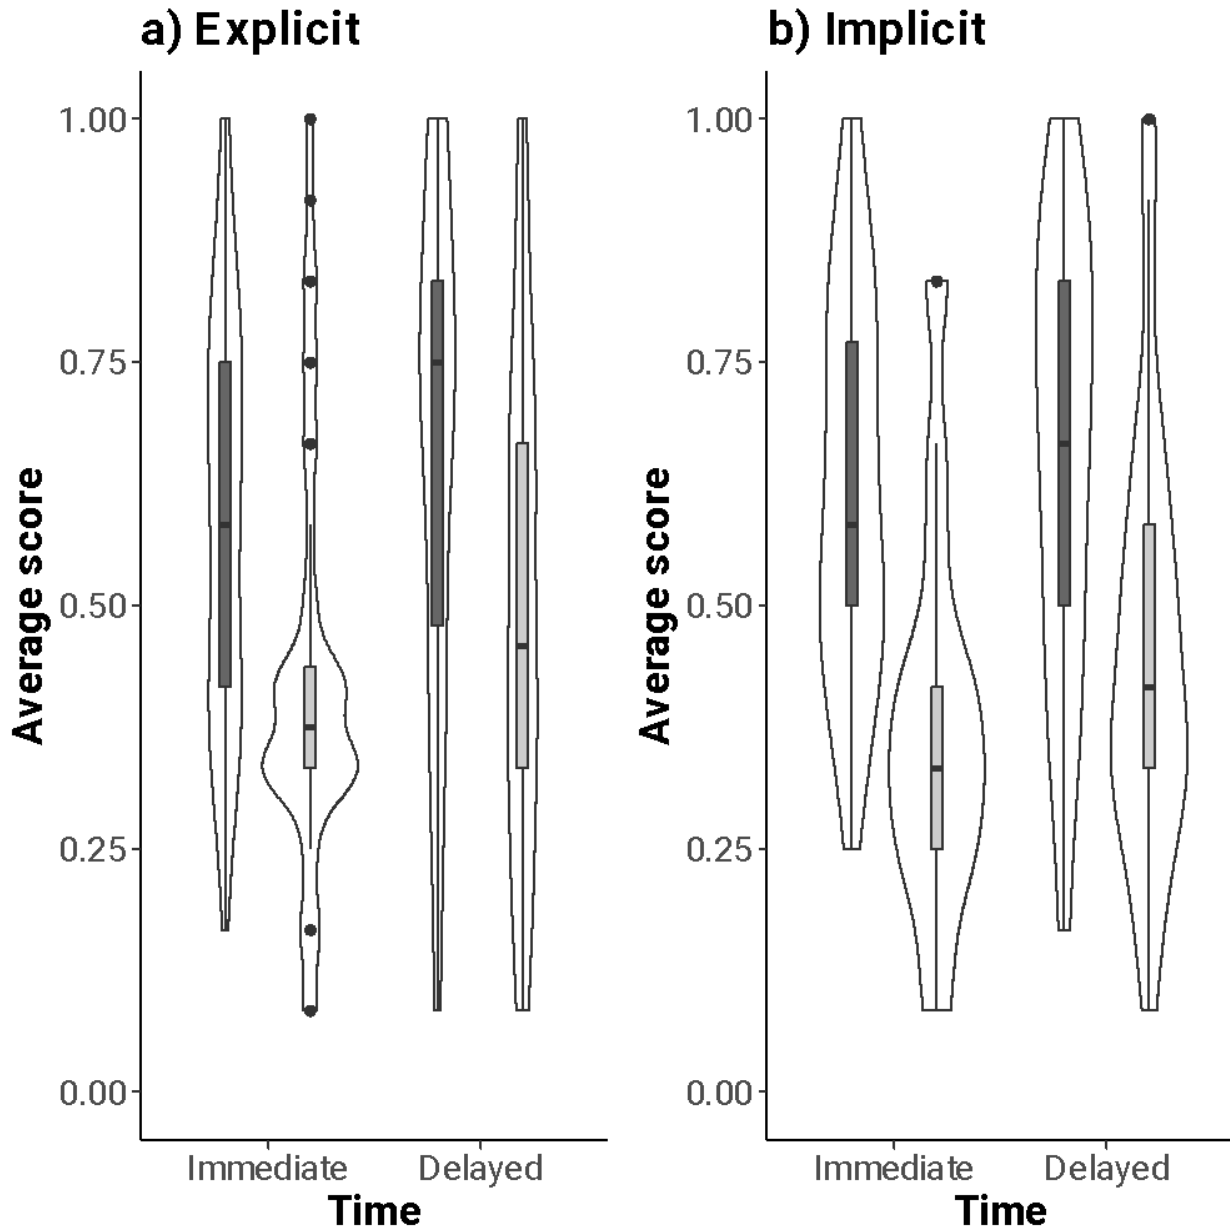 a) Explicit
Average score
1.00
0.75
0.50
0.25
0.00
Immediate
Delayed
Time
b) Implicit
Average score
1.00
0.75
0.50
0.25
0.00
Immediate
Delayed
Time